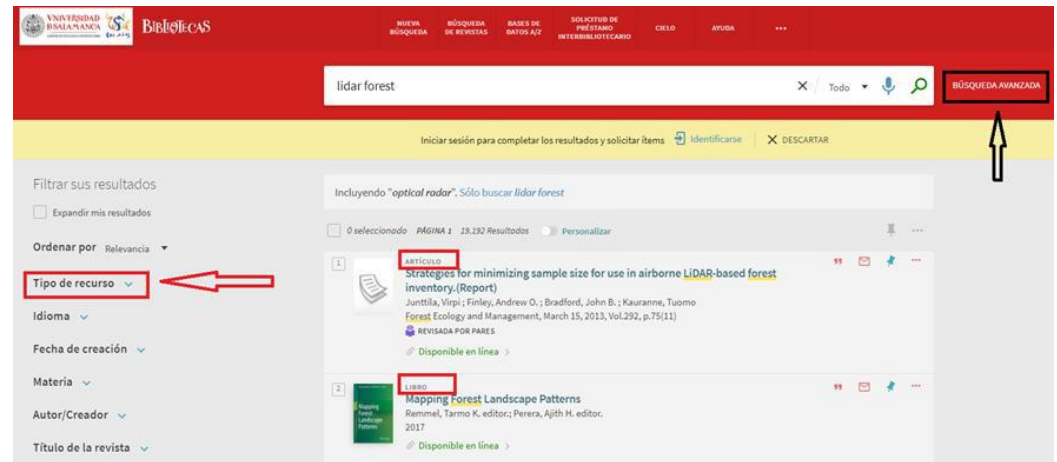 VNIVERSIDAD
D SALAMANCA
BIBLIOTECAS
NUEVA
BÚSQUEDA
BÚSQUEDA
DE REVISTAS
BASES DE
DATOS A/Z
SOLICITUD DE
PRÉSTAMO
INTERBIBLIOTECARIO
CIELO
AYUDA
lidar forest
Todo
BÚSQUEDA AVANZADA
Iniciar sesión para completar los resultados y solicitar ítems Identificarse DESCARTAR
Filtrar sus resultados
Expandir mis resultados
Ordenar por Relevancia
Tipo de recurso
Idioma
Fecha de creación
Materia
Autor/Creador
Título de la revista
Incluyendo "optical radar". Sólo buscar lidar forest
0 seleccionado PÁGINA 1 19.192 Resultados Personalizar
1
ARTÍCULO
Strategies for minimizing sample size for use in airborne LiDAR-based forest
inventory.(Report)
Junttila, Virpi ; Finley, Andrew O. ; Bradford, John B. ; Kauranne, Tuomo
Forest Ecology and Management, March 15, 2013, Vol.292, p.75(11)
REVISADA POR PARES
Disponible en línea
2
Mapping
Forest
Landscape
Patterns
LIBRO
Mapping Forest Landscape Patterns
Remmel, Tarmo K. editor.; Perera, Ajith H. editor.
2017
Disponible en línea